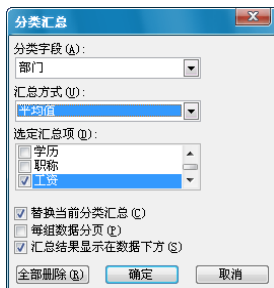 分类汇总
分类字段(A):
部门
汇总方式(U):
平均值
选定汇总项(D):
学历
职称
工资
替换当前分类汇总(C)
每组数据分页(P)
汇总结果显示在数据下方(S)
全部删除(R) 确定 取消